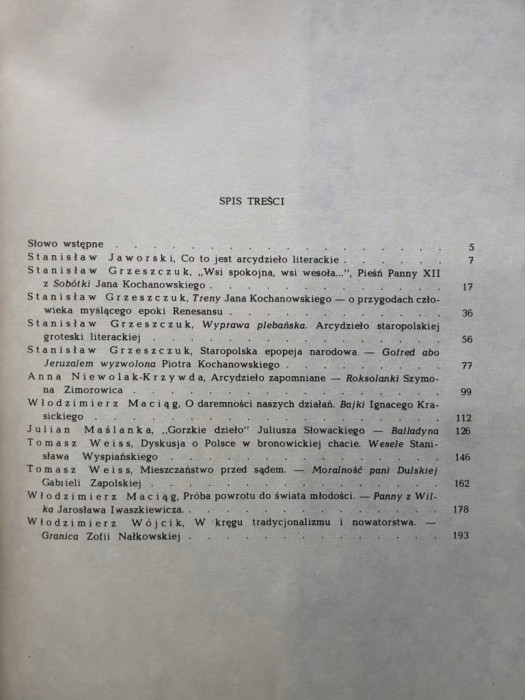 SPIS TREŚCI
Słowo wstępne . . . . . . . . . . . . . . . . . 5
Stanisław Jaworski, Co to jest arcydzieło literackie . . . . . . 7
Stanisław Grzeszczuk, „Wsi spokojna, wsi wesoła...”, Pieśń Panny XII
z Sobótki Jana Kochanowskiego . . . . . . . . . . . . 17
Stanisław Grzeszczuk, Treny Jana Kochanowskiego — o przygodach czło-
wieka myślącego epoki Renesansu . . . . . . . . . . . 36
Stanisław Grzeszczuk, Wyprawa plebańska. Arcydzieło staropolskiej
groteski literackiej . . . . . . . . . . . . . . . 56
Stanisław Grzeszczuk, Staropolska epopeja narodowa — Gofred abo
Jeruzalem wyzwolona Piotra Kochanowskiego . . . . . . . . 77
Anna Niewolak-Krzywda, Arcydzieło zapomniane — Roksolanki Szymo-
na Zimorowica . . . . . . . . . . . . . . . . . 99
Włodzimierz Maciąg, O daremności naszych działań. Bajki Ignacego Kra-
sickiego . . . . . . . . . . . . . . . . . . 112
Julian Maślanka, „Gorzkie dzieło” Juliusza Słowackiego — Balladyna 126
Tomasz Weiss, Dyskusja o Polsce w bronowickiej chacie. Wesele Stani-
sława Wyspiańskiego . . . . . . . . . . . . . . . 146
Tomasz Weiss, Mieszczaństwo przed sądem. — Moralność pani Dulskiej
Gabrieli Zapolskiej . . . . . . . . . . . . . . . 162
Włodzimierz Maciąg, Próba powrotu do świata młodości. — Panny z Wil-
ka Jarosława Iwaszkiewicza. . . . . . . . . . . . . . 178
Włodzimierz Wójcik, W kręgu tradycjonalizmu i nowatorstwa. —
Granica Zofii Nałkowskiej . . . . . . . . . . . . . 193